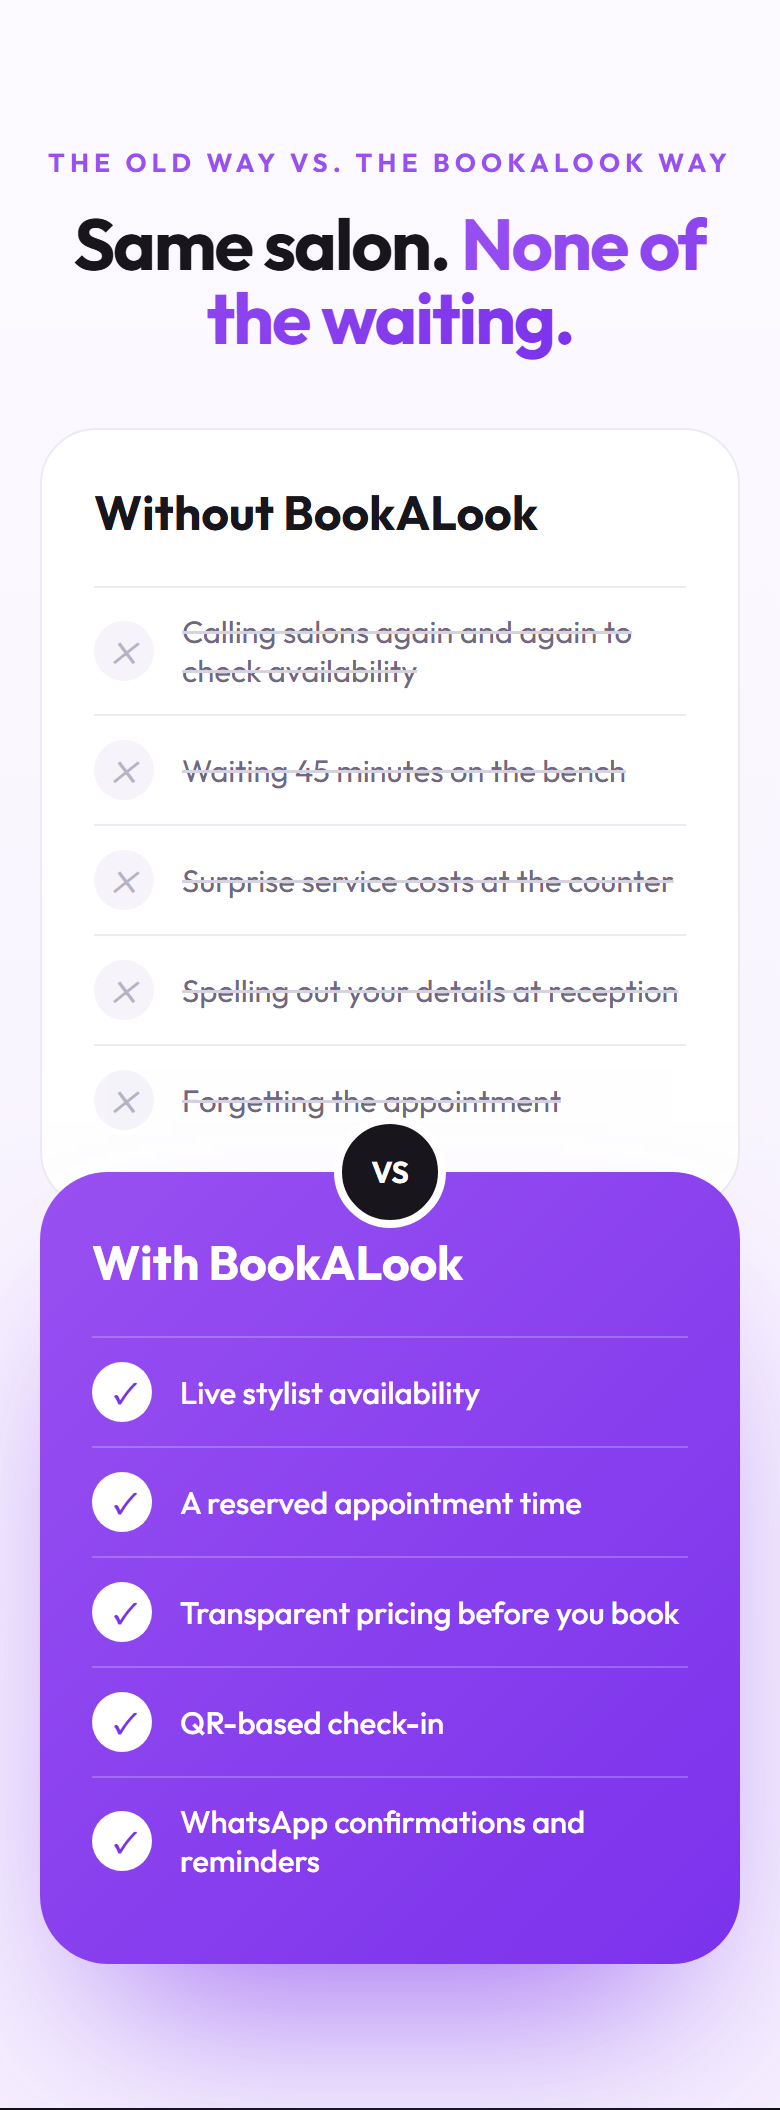 THE OLD WAY VS. THE BOOKALOOK WAY
Same salon. None of
the waiting.
Without BookALook
Calling salons again and again to
check availability
Waiting 45 minutes on the bench
Surprise service costs at the counter
Spelling out your details at reception
Forgetting the appointment
VS
With BookALook
Live stylist availability
A reserved appointment time
Transparent pricing before you book
QR-based check-in
WhatsApp confirmations and
reminders